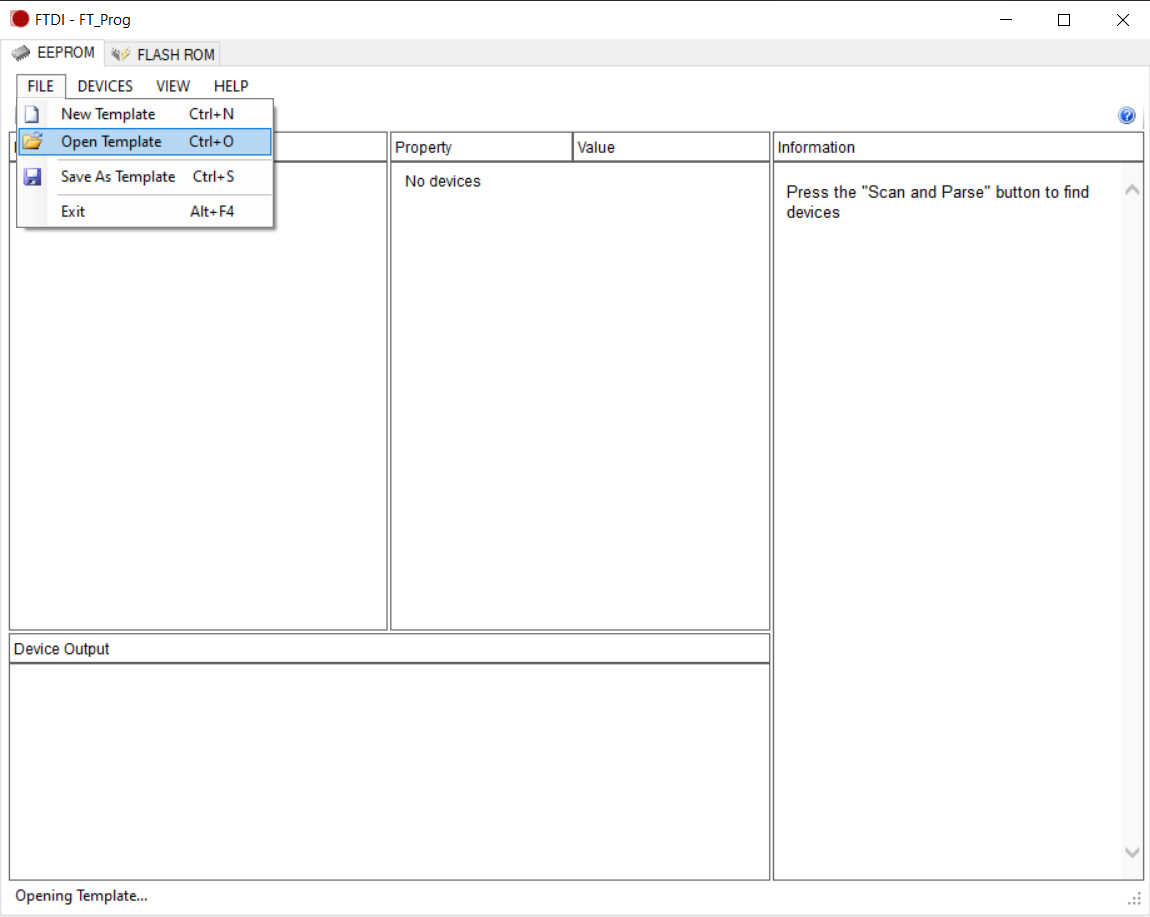 FTDI - FT_Prog
EEPROM
FLASH ROM
FILE DEVICES VIEW HELP
New Template Ctrl+N
Open Template Ctrl+O
Save As Template Ctrl+S
Exit Alt+F4
Property Value
No devices
Information
Press the "Scan and Parse" button to find
devices
Device Output
Opening Template...